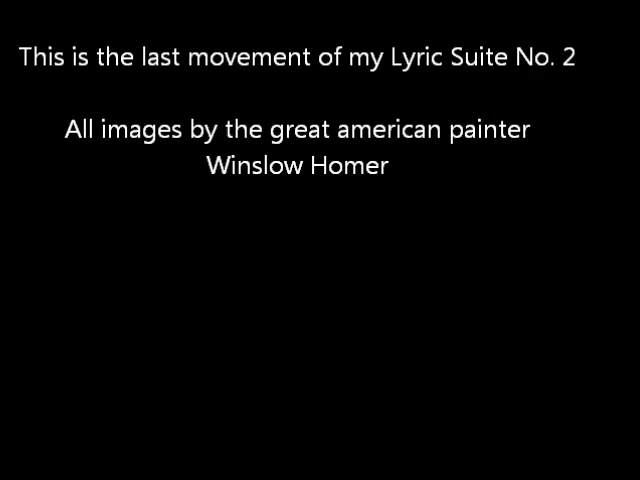 This is the last movement of my Lyric Suite No. 2
All images by the great american painter
Winslow Homer